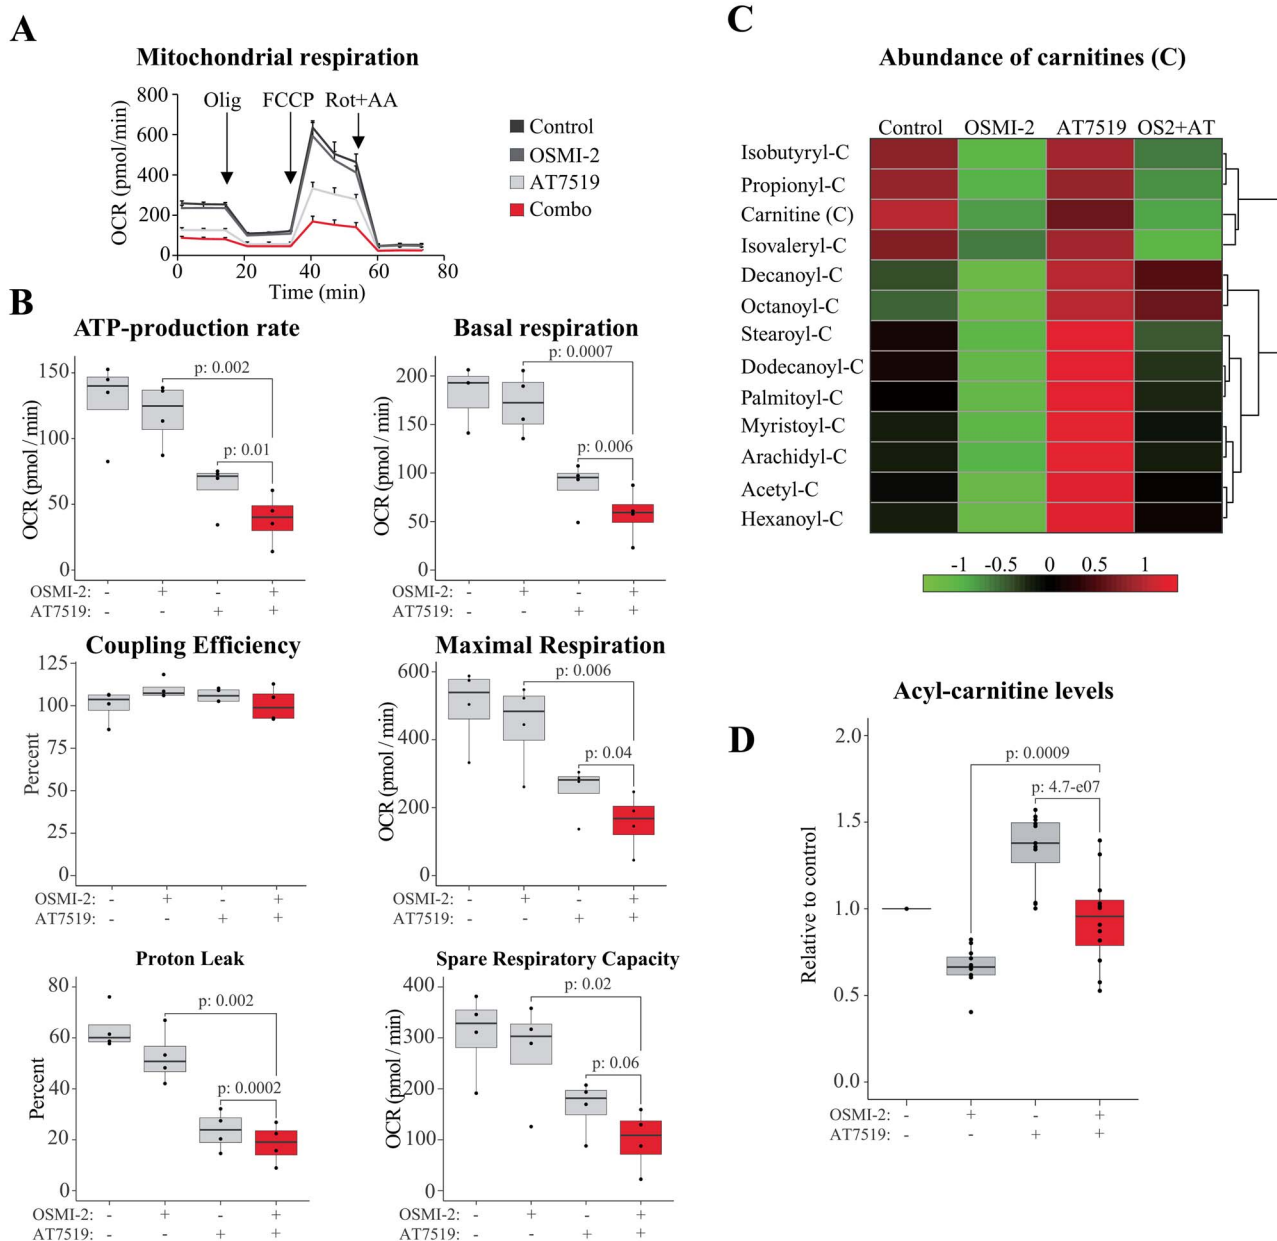 A
Mitochondrial respiration
OCR (pmol/min)
800
600
400
200
0
Olig
FCCP
Rot+AA
0
20
40
60
80
Time (min)
Control
OSMI-2
AT7519
Combo
B
ATP-production rate
OCR (pmol / min)
150
100
50
0
p: 0.002
p: 0.01
OSMI-2: - + - +
AT7519: - - + +
Basal respiration
OCR (pmol / min)
200
150
100
50
0
p: 0.0007
p: 0.006
OSMI-2: - + - +
AT7519: - - + +
Coupling Efficiency
Percent
125
100
75
50
25
0
OSMI-2: - + - +
AT7519: - - + +
Maximal Respiration
OCR (pmol / min)
600
400
200
0
p: 0.006
p: 0.04
OSMI-2: - + - +
AT7519: - - + +
Proton Leak
Percent
80
60
40
20
0
p: 0.002
p: 0.0002
OSMI-2: - + - +
AT7519: - - + +
Spare Respiratory Capacity
OCR (pmol / min)
400
300
200
100
0
p: 0.02
p: 0.06
OSMI-2: - + - +
AT7519: - - + +
C
Abundance of carnitines (C)
Control OSMI-2 AT7519 OS2+AT
Isobutyryl-C
Propionyl-C
Carnitine (C)
Isovaleryl-C
Decanoyl-C
Octanoyl-C
Stearoyl-C
Dodecanoyl-C
Palmitoyl-C
Myristoyl-C
Arachidyl-C
Acetyl-C
Hexanoyl-C
-1 -0.5 0 0.5 1
D
Acyl-carnitine levels
Relative to control
2.0
1.5
1.0
0.5
0.0
p: 0.0009
p: 4.7-e07
OSMI-2: - + - +
AT7519: - - + +